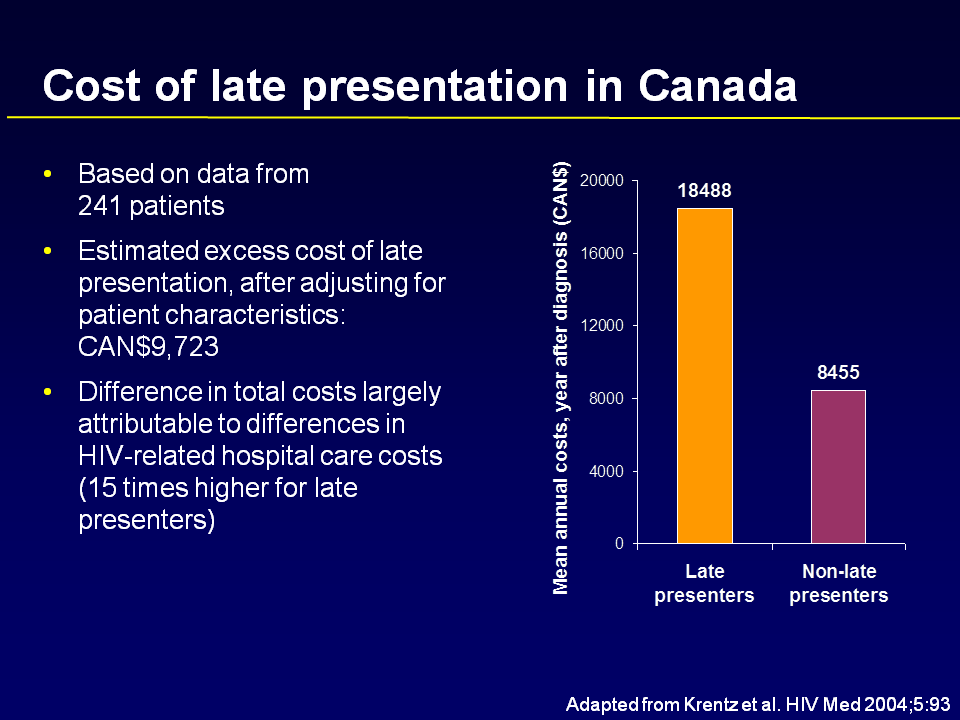 Cost of late presentation in Canada
• Based on data from
241 patients
• Estimated excess cost of late
presentation, after adjusting for
patient characteristics:
CAN$9,723
• Difference in total costs largely
attributable to differences in
HIV-related hospital care costs
(15 times higher for late
presenters)
Mean annual costs, year after diagnosis (CAN$)
20000
16000
12000
8000
4000
0
18488
8455
Late
presenters
Non-late
presenters
Adapted from Krentz et al. HIV Med 2004;5:93